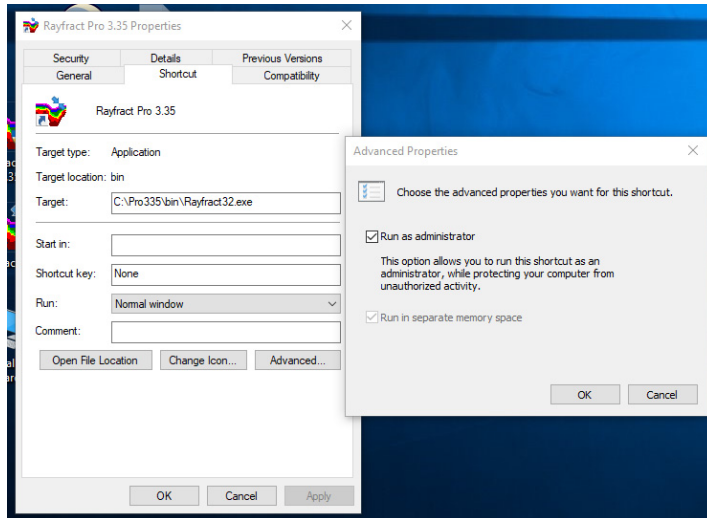 Rayfract Pro 3.35 Properties
Security
Details
Previous Versions
General
Shortcut
Compatibility
Rayfract Pro 3.35
Target type:
Application
Target location:
bin
Target:
C:\Pro335\bin\Rayfract32.exe
Start in:
Shortcut key:
None
Run:
Normal window
Comment:
Open File Location
Change Icon...
Advanced...
OK
Cancel
Apply
Advanced Properties
Choose the advanced properties you want for this shortcut.
Run as administrator
This option allows you to run this shortcut as an
administrator, while protecting your computer from
unauthorized activity.
Run in separate memory space
OK
Cancel